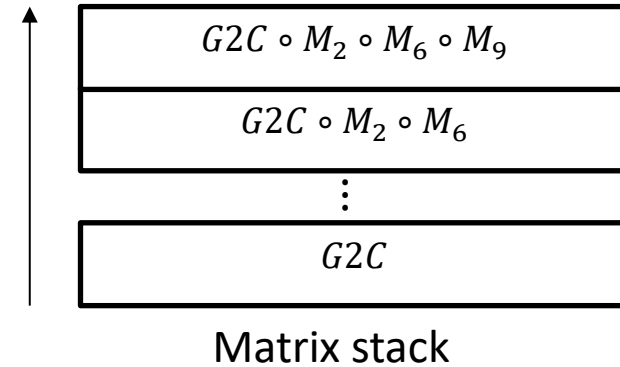 G2C ∘ M₂ ∘ M₆ ∘ M₉
G2C ∘ M₂ ∘ M₆
⋮
G2C
Matrix stack